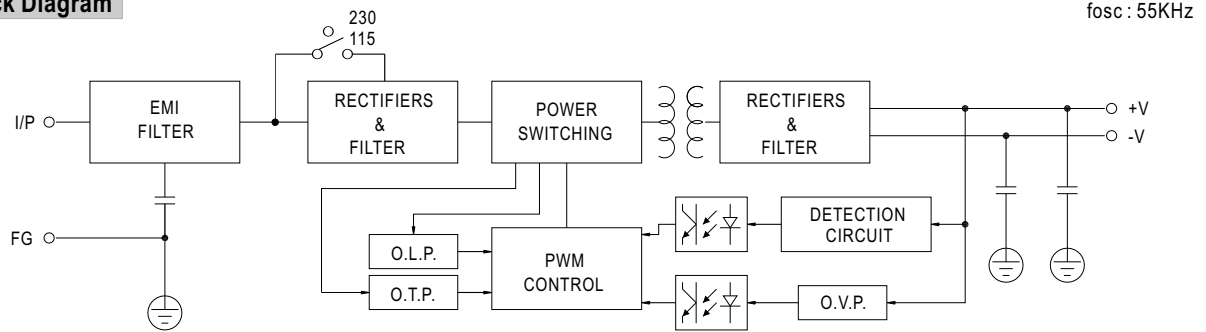 ck Diagram
fosc : 55KHz
230
115
I/P
EMI
FILTER
RECTIFIERS
&
FILTER
POWER
SWITCHING
RECTIFIERS
&
FILTER
+V
-V
FG
O.L.P.
O.T.P.
PWM
CONTROL
DETECTION
CIRCUIT
O.V.P.